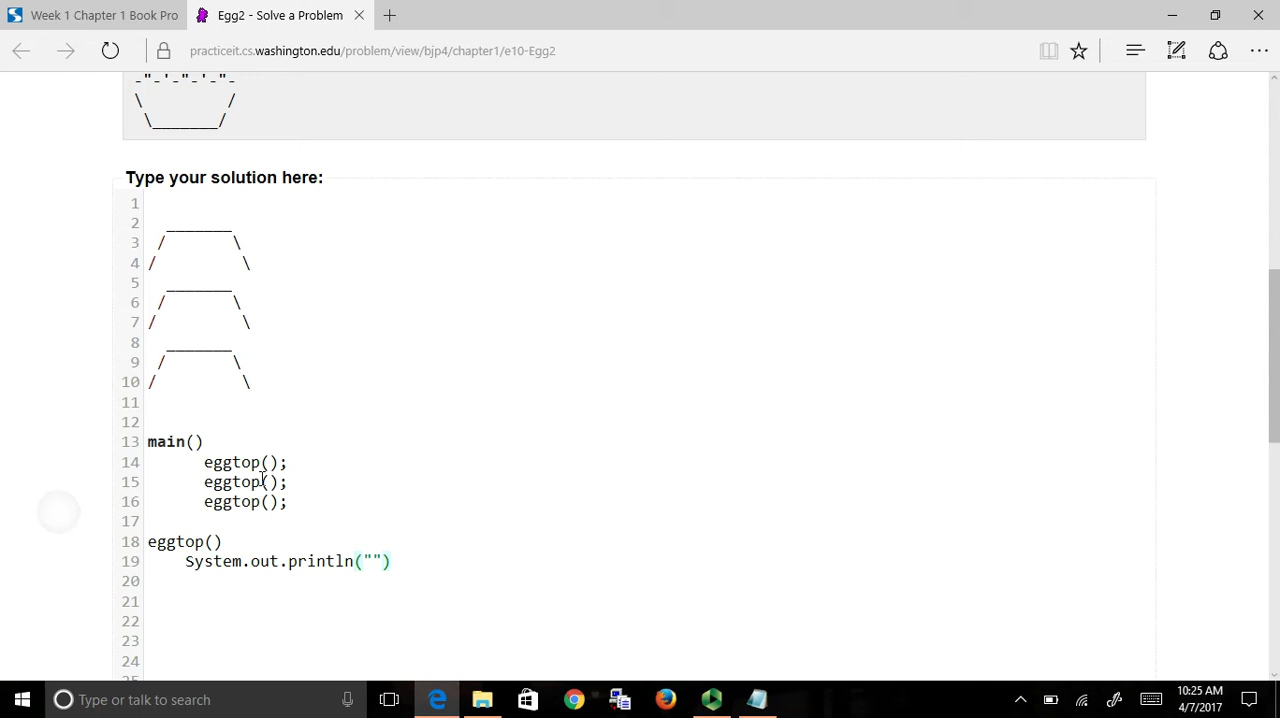 Week 1 Chapter 1 Book Pro
Egg2 - Solve a Problem
practiceit.cs.washington.edu/problem/view/bjp4/chapter1/e10-Egg2
-"-'-"-'-"-
\         /
 \_______/
Type your solution here:
1
2   _______
3  /       \
4 /         \
5   _______
6  /       \
7 /         \
8   _______
9  /       \
10 /         \
11
12
13 main()
14       eggtop();
15       eggtop();
16       eggtop();
17
18 eggtop()
19     System.out.println("")
20
21
22
23
24
25
Type or talk to search
10:25 AM
4/7/2017